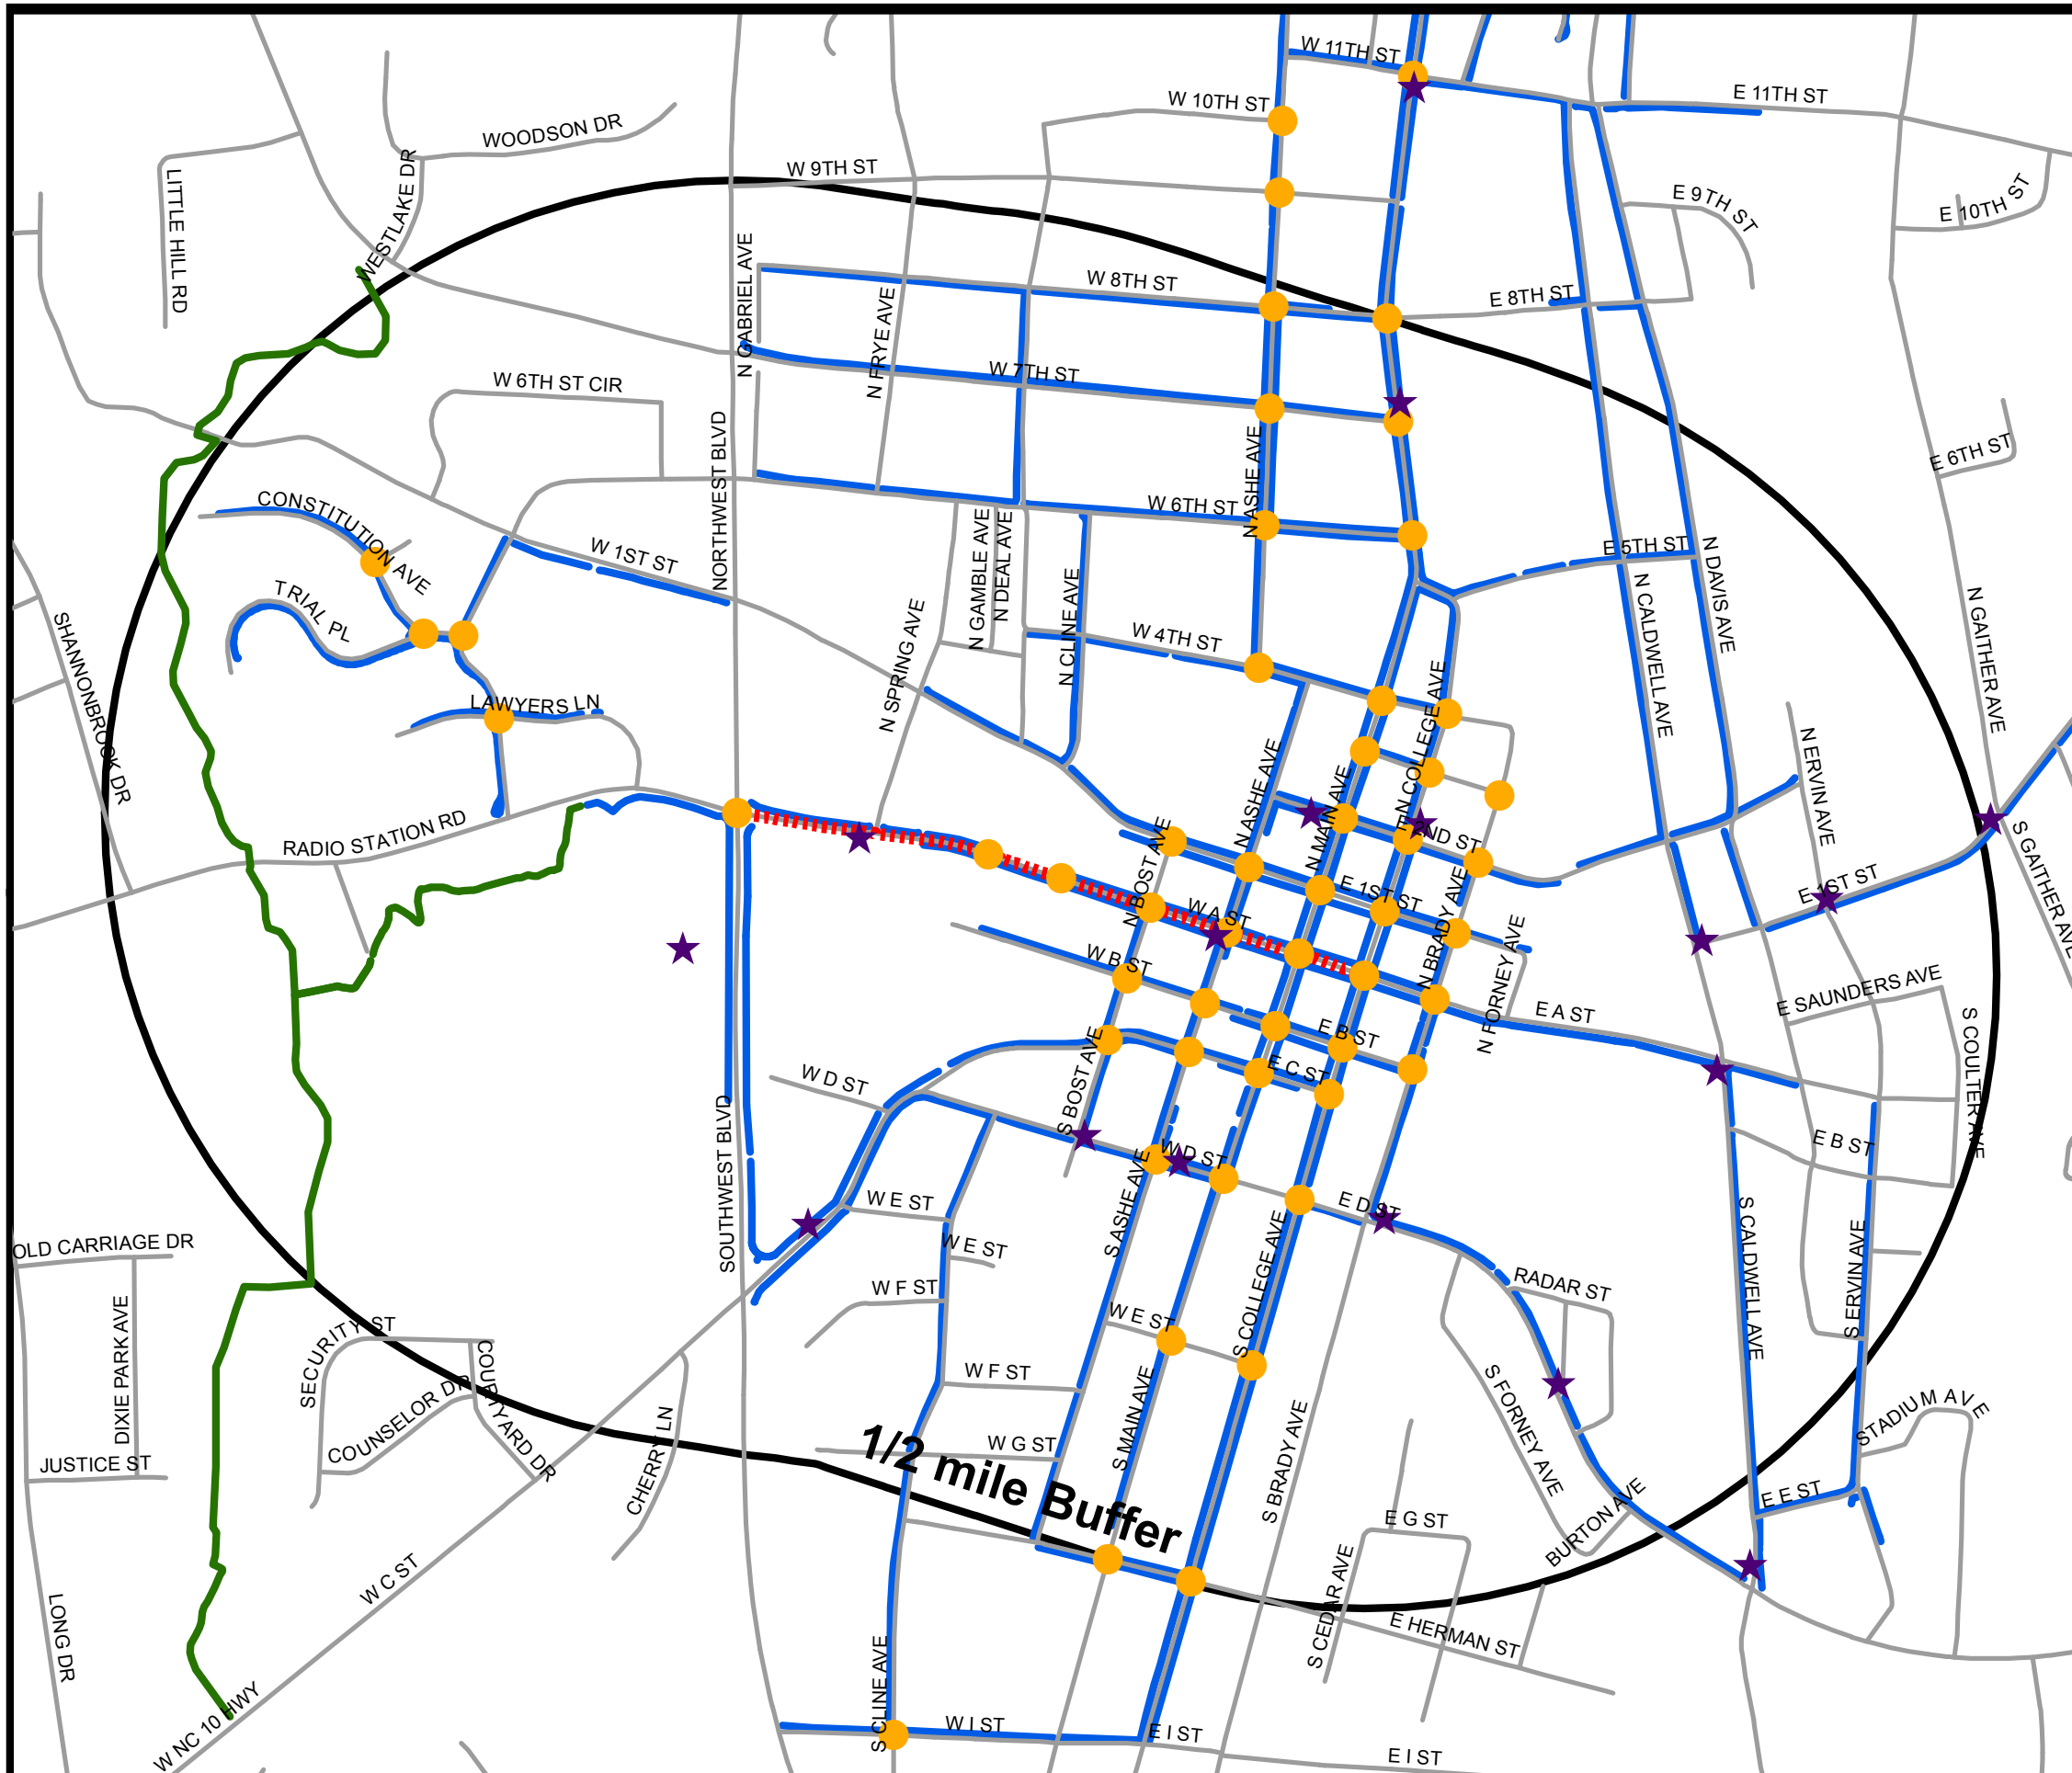 W 11TH ST
E 11TH ST
W 10TH ST
WOODSON DR
W 9TH ST
LITTLE HILL RD
WESTLAKE DR
E 9TH ST
E 10TH ST
N GABRIEL AVE
W 8TH ST
E 8TH ST
N FRYE AVE
W 7TH ST
W 6TH ST CIR
NORTHWEST BLVD
N ASHE AVE
E 6TH ST
CONSTITUTION AVE
W 6TH ST
W 1ST ST
N GAMBLE AVE
N DEAL AVE
E 5TH ST
N DAVIS AVE
N CALDWELL AVE
N GAITHER AVE
TRIAL PL
N CLINE AVE
W 4TH ST
SHANNONBROOK DR
N SPRING AVE
LAWYERS LN
N COLLEGE AVE
N ASHE AVE
N MAIN AVE
N ERVIN AVE
RADIO STATION RD
E 2ND ST
N BOST AVE
S GAITHER AVE
E 1ST ST
E 1ST ST
W A ST
N BRADY AVE
N FORNEY AVE
W B ST
E SAUNDERS AVE
E A ST
S COULTER AVE
E B ST
W D ST
E C ST
S BOST AVE
E B ST
SOUTHWEST BLVD
W D ST
W E ST
E D ST
S ASHE AVE
OLD CARRIAGE DR
W E ST
S CALDWELL AVE
S ERVIN AVE
W F ST
RADAR ST
S COLLEGE AVE
DIXIE PARK AVE
SECURITY ST
W E ST
COURTYARD DR
COUNSELOR DR
W F ST
S MAIN AVE
S FORNEY AVE
STADIUM AVE
CHERRY LN
S BRADY AVE
W G ST
JUSTICE ST
1/2 mile Buffer
E E ST
BURTON AVE
E G ST
W C ST
S CEDAR AVE
LONG DR
E HERMAN ST
S CLINE AVE
W NC 10 HWY
W I ST
E I ST
E I ST